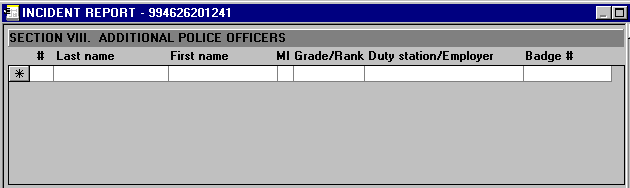 INCIDENT REPORT - 994626201241
SECTION VIII. ADDITIONAL POLICE OFFICERS
# Last name First name MI Grade/Rank Duty station/Employer Badge #
*